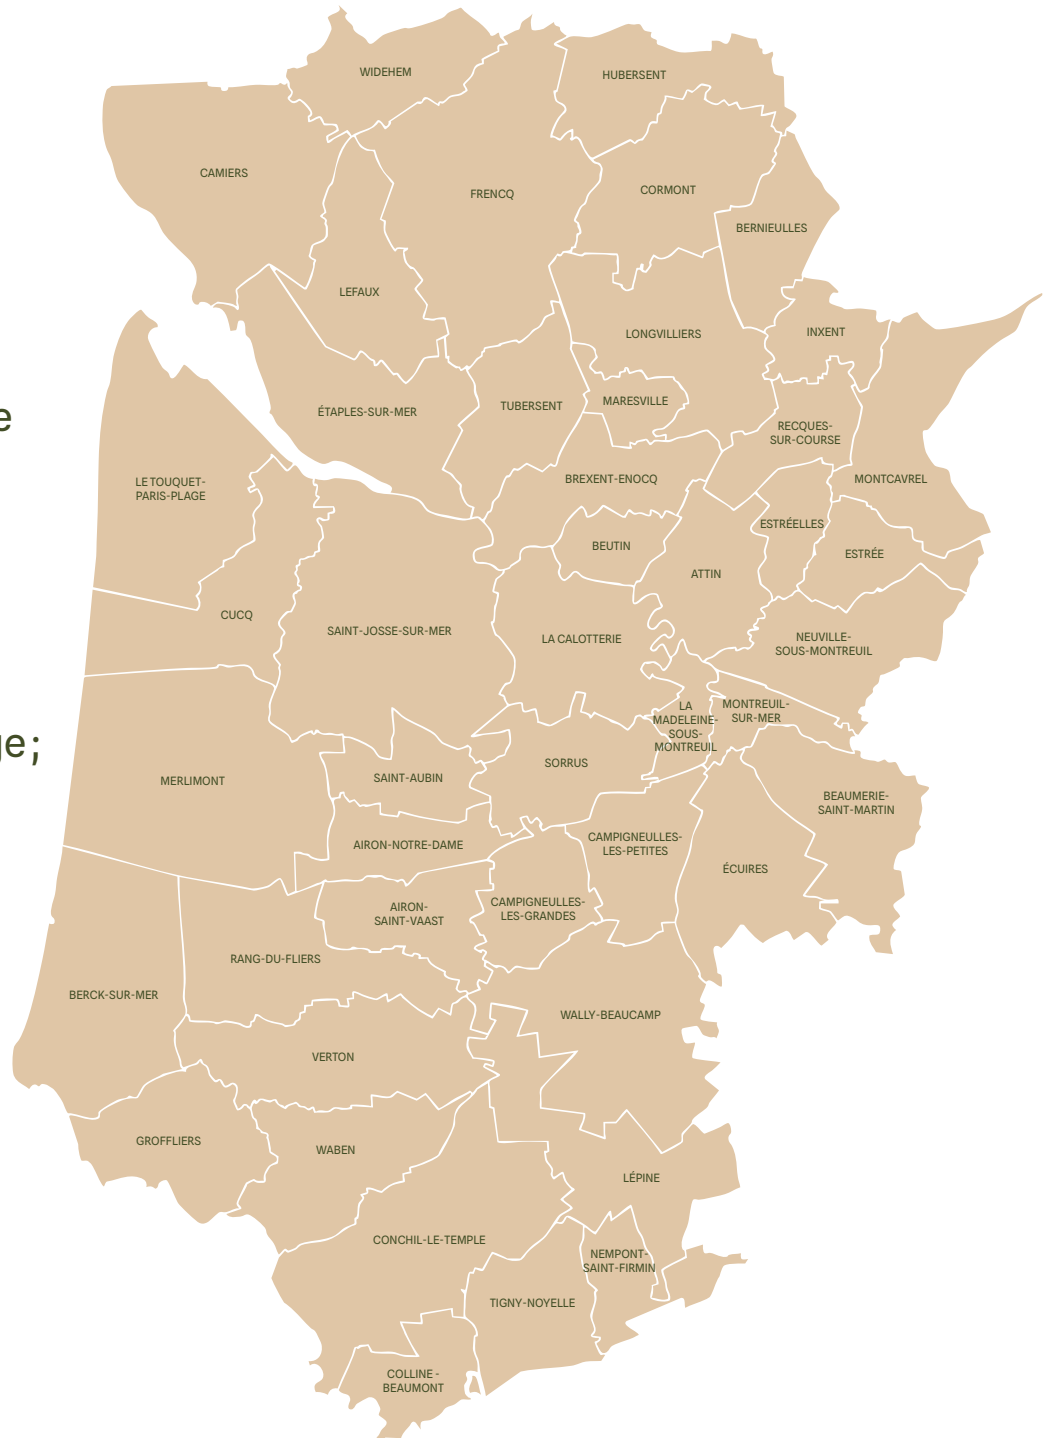 WIDEHEM
HUBERSENT
CAMIERS
FRENCQ
CORMONT
BERNIEULLES
LEFAUX
LONGVILLIERS
INXENT
e
ÉTAPLES-SUR-MER
TUBERSENT
MARESVILLE
RECQUES-
SUR-COURSE
LE TOUQUET-
PARIS-PLAGE
BREXENT-ENOCQ
MONTCAVREL
ESTRÉELLES
BEUTIN
ESTRÉE
ATTIN
CUCQ
SAINT-JOSSE-SUR-MER
LA CALOTTERIE
NEUVILLE-
SOUS-MONTREUIL
LA
MADELEINE-
SOUS-
MONTREUIL
MONTREUIL-
SUR-MER
ge ;
MERLIMONT
SAINT-AUBIN
SORRUS
BEAUMERIE-
SAINT-MARTIN
AIRON-NOTRE-DAME
CAMPIGNEULLES-
LES-PETITES
ÉCUIRES
AIRON-
SAINT-VAAST
CAMPIGNEULLES-
LES-GRANDES
RANG-DU-FLIERS
BERCK-SUR-MER
WALLY-BEAUCAMP
VERTON
GROFFLIERS
WABEN
LÉPINE
CONCHIL-LE-TEMPLE
NEMPONT-
SAINT-FIRMIN
TIGNY-NOYELLE
COLLINE -
BEAUMONT